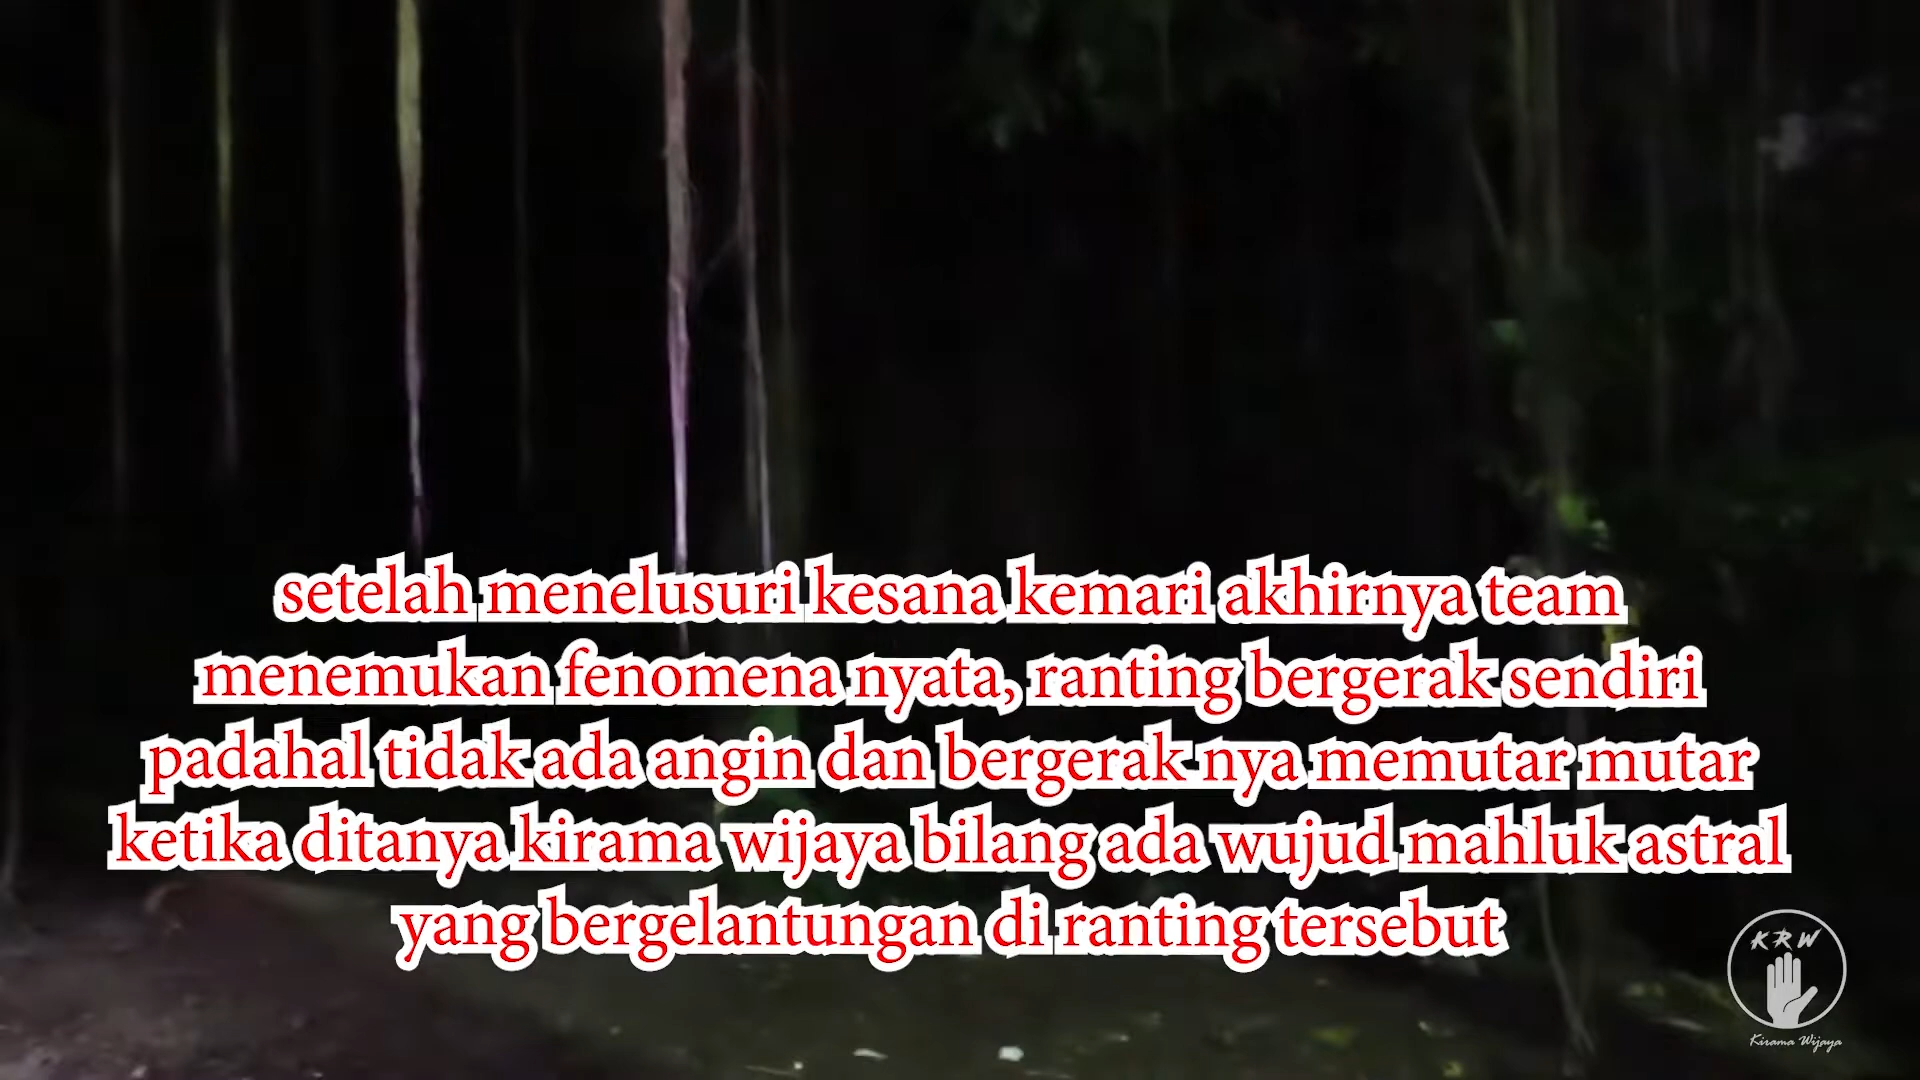 setelah menelusuri kesana kemari akhirnya team
menemukan fenomena nyata, ranting bergerak sendiri
padahal tidak ada angin dan bergerak nya memutar mutar
ketika ditanya kirama wijaya bilang ada wujud mahluk astral
yang bergelantungan di ranting tersebut
KRW
Kirama Wijaya